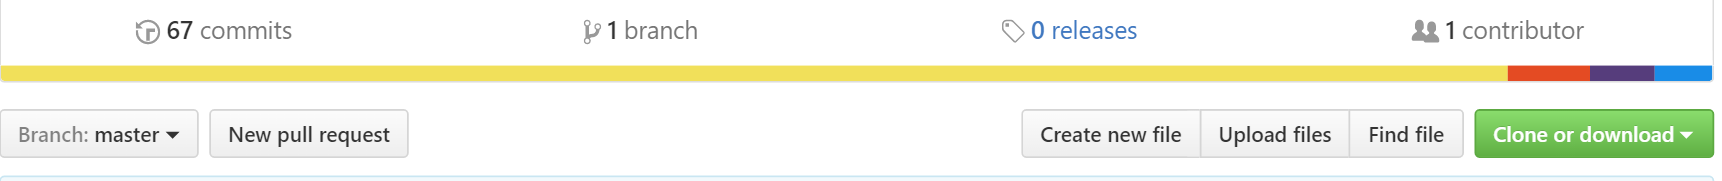 67 commits 1 branch 0 releases 1 contributor
Branch: master New pull request Create new file Upload files Find file Clone or download